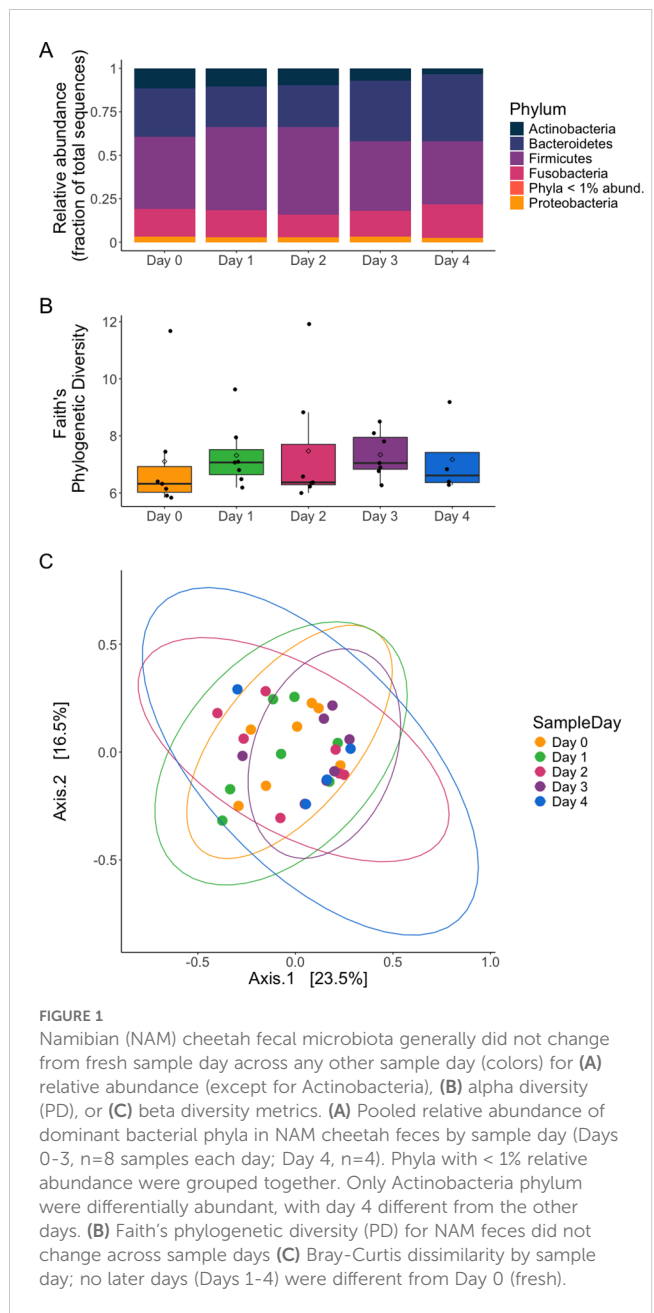 A
Relative abundance
(fraction of total sequences)
1
0.75
0.5
0.25
0
Day 0 Day 1 Day 2 Day 3 Day 4
Phylum
Actinobacteria
Bacteroidetes
Firmicutes
Fusobacteria
Phyla < 1% abund.
Proteobacteria
B
Faith's
Phylogenetic Diversity
12
10
8
6
Day 0 Day 1 Day 2 Day 3 Day 4
C
Axis.2 [16.5%]
0.5
0.0
-0.5
-0.5 0.0 0.5 1.0
Axis.1 [23.5%]
SampleDay
Day 0
Day 1
Day 2
Day 3
Day 4
FIGURE 1
Namibian (NAM) cheetah fecal microbiota generally did not change
from fresh sample day across any other sample day (colors) for (A)
relative abundance (except for Actinobacteria), (B) alpha diversity
(PD), or (C) beta diversity metrics. (A) Pooled relative abundance of
dominant bacterial phyla in NAM cheetah feces by sample day (Days
0-3, n=8 samples each day; Day 4, n=4). Phyla with < 1% relative
abundance were grouped together. Only Actinobacteria phylum
were differentially abundant, with day 4 different from the other
days. (B) Faith's phylogenetic diversity (PD) for NAM feces did not
change across sample days (C) Bray-Curtis dissimilarity by sample
day; no later days (Days 1-4) were different from Day 0 (fresh).